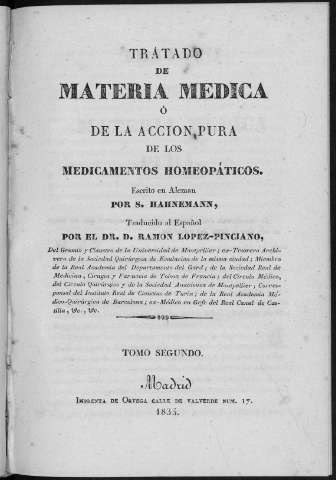 TRATADO
DE
MATERIA MEDICA
Ó
DE LA ACCION PURA
DE LOS
MEDICAMENTOS HOMEOPÁTICOS.
Escrito en Aleman
POR S. HAHNEMANN,
Traducido al Español
POR EL DR. D. RAMON LOPEZ-PINCIANO,
Del Gremio y Claustro de la Universidad de Montpellier; ex-Tesorero Archi-
vero de la Sociedad Quirúrgica de Emulacion de la misma ciudad; Miembro
de la Real Academia del Departamento del Gard; de la Sociedad Real de
Medicina, Cirugia y Farmacia de Tolosa de Francia; del Círculo Médico,
del Círculo Quirúrgico y de la Sociedad Anatómica de Montpellier; Corres-
ponsal del Instituto Real de Ciencias de Turin; de la Real Academia Mé-
dico-Quirúrgica de Barcelona; ex-Médico en Gefe del Real Canal de Cas-
tilla, &c., &c.
TOMO SEGUNDO.
Madrid
IMPRENTA DE ORTEGA CALLE DE VALVERDE NUM. 17.
1835.